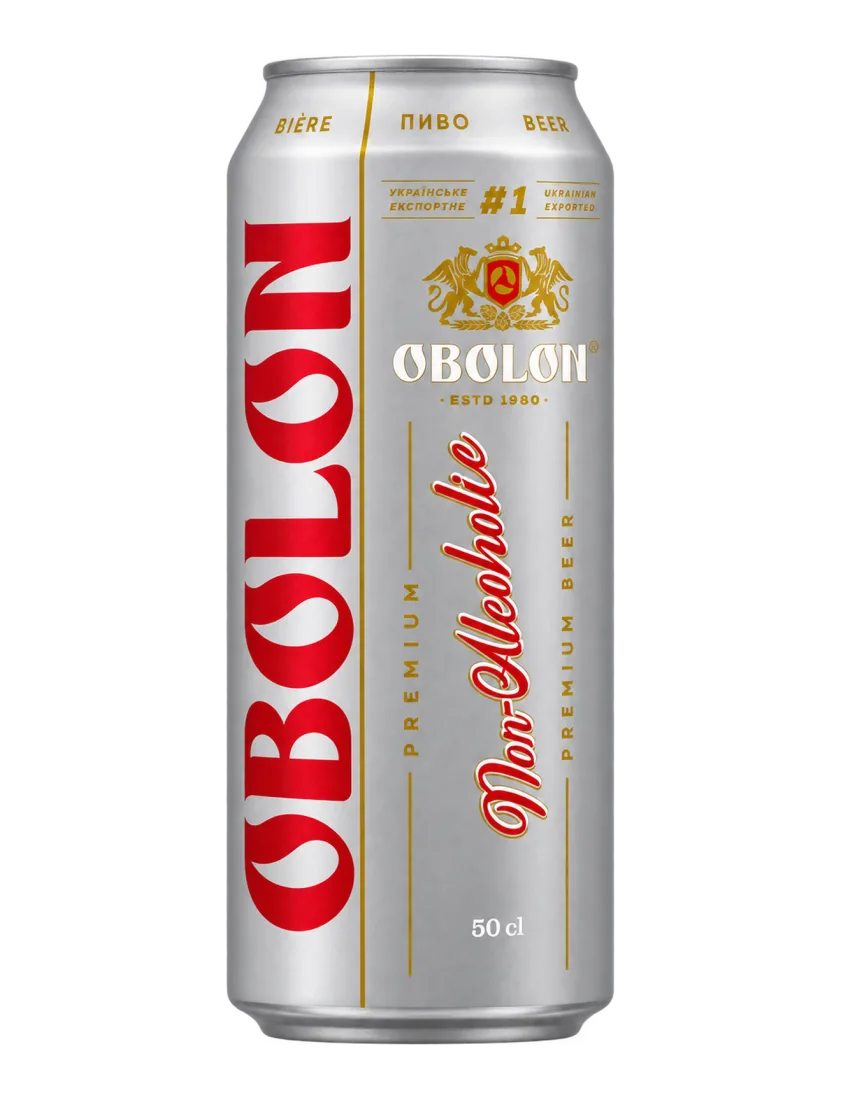 BIÈRE
ПИВО
BEER
УКРАЇНСЬКЕ
ЕКСПОРТНЕ
#1
UKRAINIAN
EXPORTED
OBOLON
OBOLON®
· ESTD 1980 ·
PREMIUM
Non-Alcoholic
PREMIUM BEER
50 cl